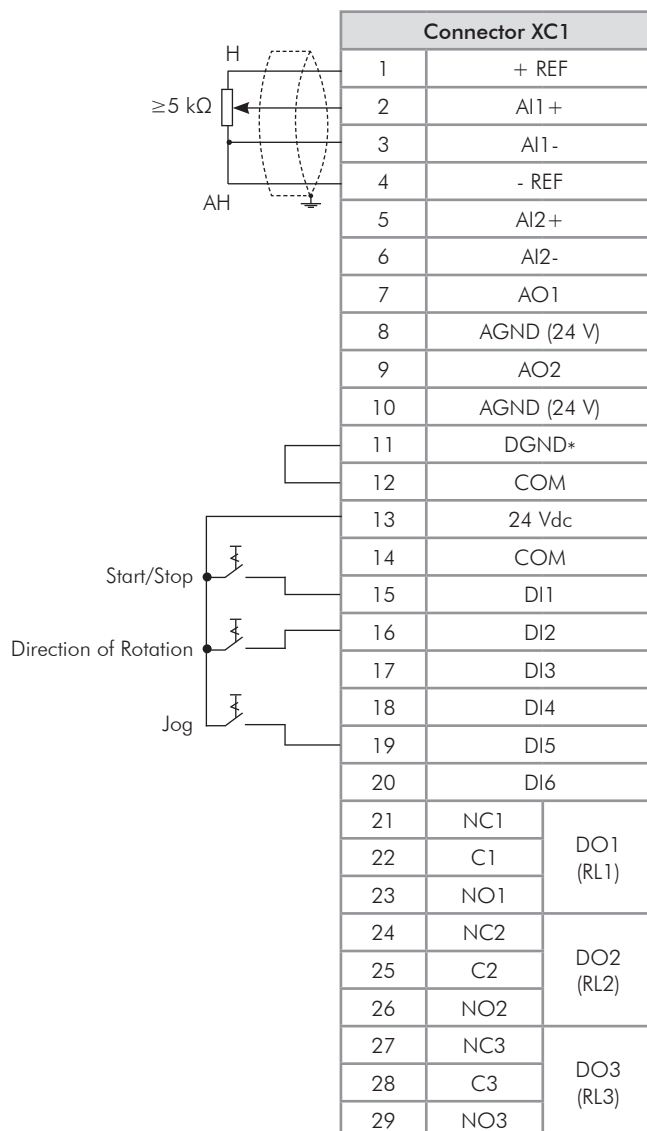 Connector XC1
H
1 + REF
≥5 kΩ
2 AI1+
3 AI1-
4 - REF
AH
5 AI2+
6 AI2-
7 AO1
8 AGND (24 V)
9 AO2
10 AGND (24 V)
11 DGND*
12 COM
13 24 Vdc
14 COM
Start/Stop
15 DI1
16 DI2
Direction of Rotation
17 DI3
18 DI4
Jog
19 DI5
20 DI6
21 NC1
22 C1
23 NO1
DO1
(RL1)
24 NC2
25 C2
26 NO2
DO2
(RL2)
27 NC3
28 C3
29 NO3
DO3
(RL3)